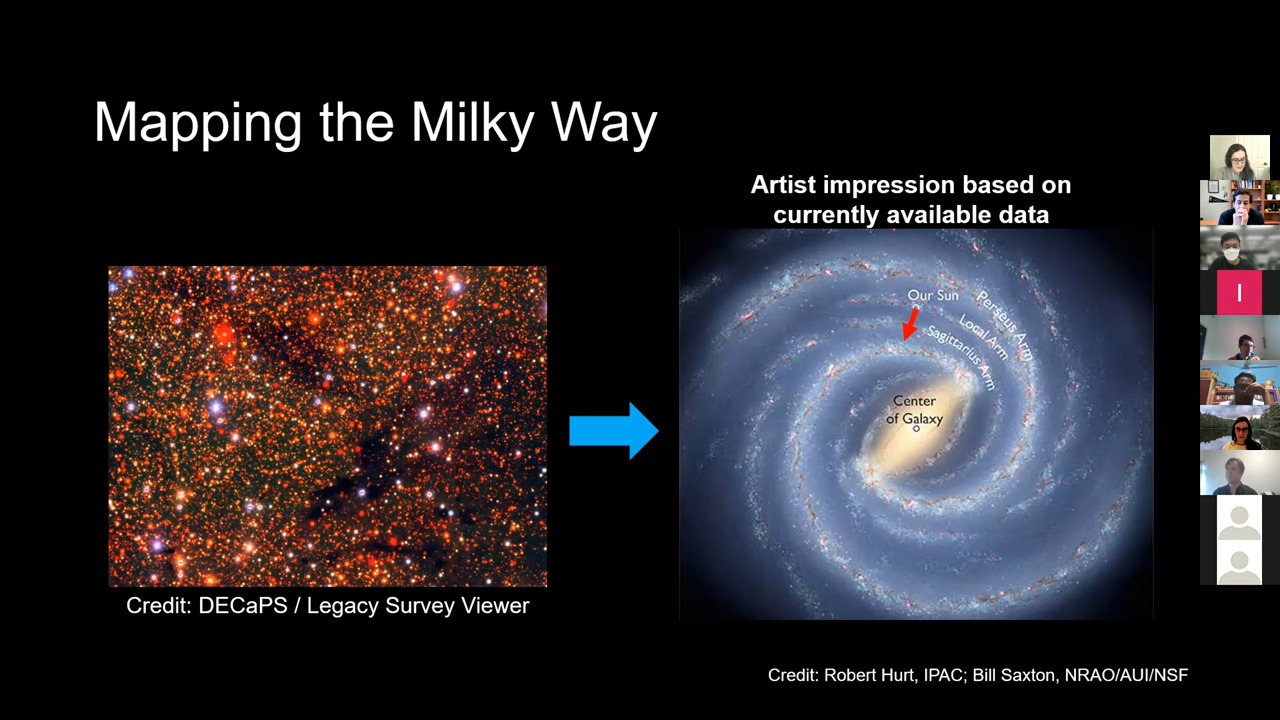 Mapping the Milky Way
Artist impression based on
currently available data
Our Sun
Perseus Arm
Local Arm
Sagittarius Arm
Center
of Galaxy
I
Credit: DECaPS / Legacy Survey Viewer
Credit: Robert Hurt, IPAC; Bill Saxton, NRAO/AUI/NSF